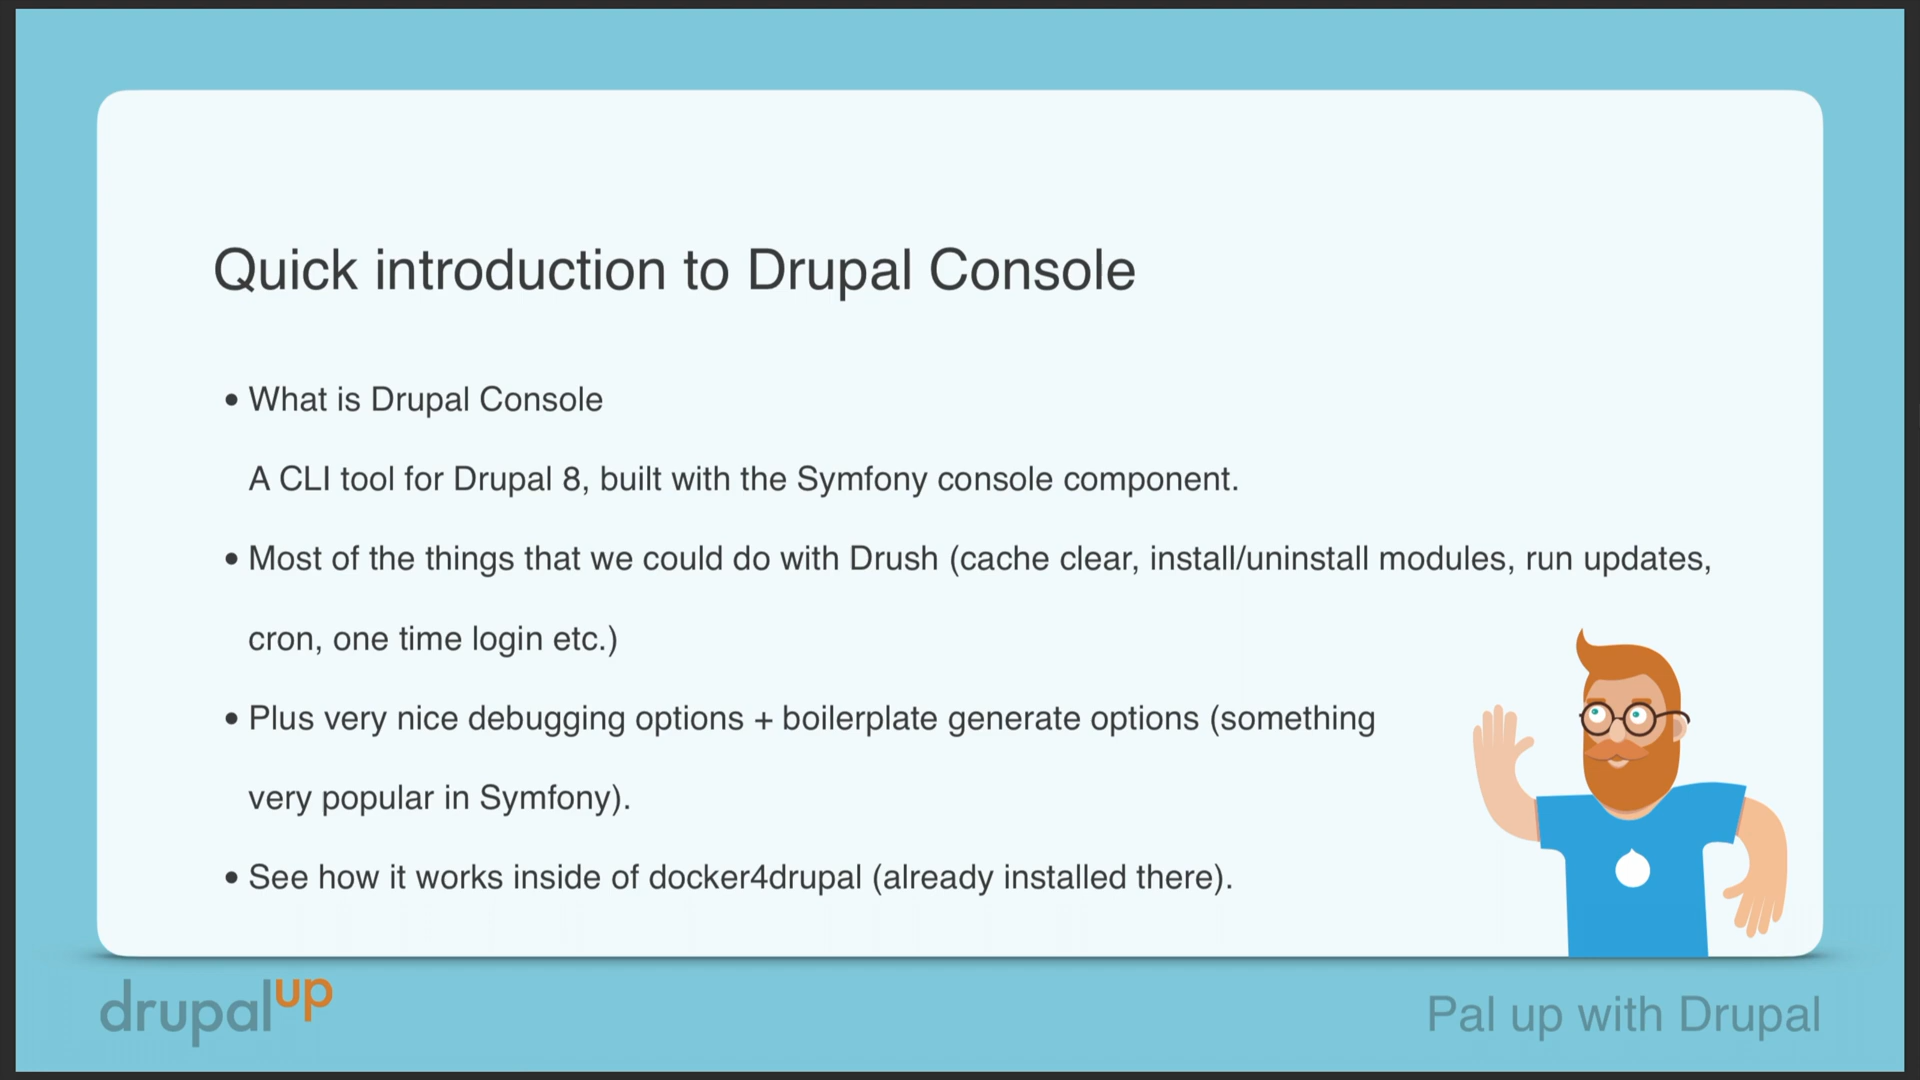 Quick introduction to Drupal Console
• What is Drupal Console
A CLI tool for Drupal 8, built with the Symfony console component.
• Most of the things that we could do with Drush (cache clear, install/uninstall modules, run updates,
cron, one time login etc.)
• Plus very nice debugging options + boilerplate generate options (something
very popular in Symfony).
• See how it works inside of docker4drupal (already installed there).
drupalup
Pal up with Drupal